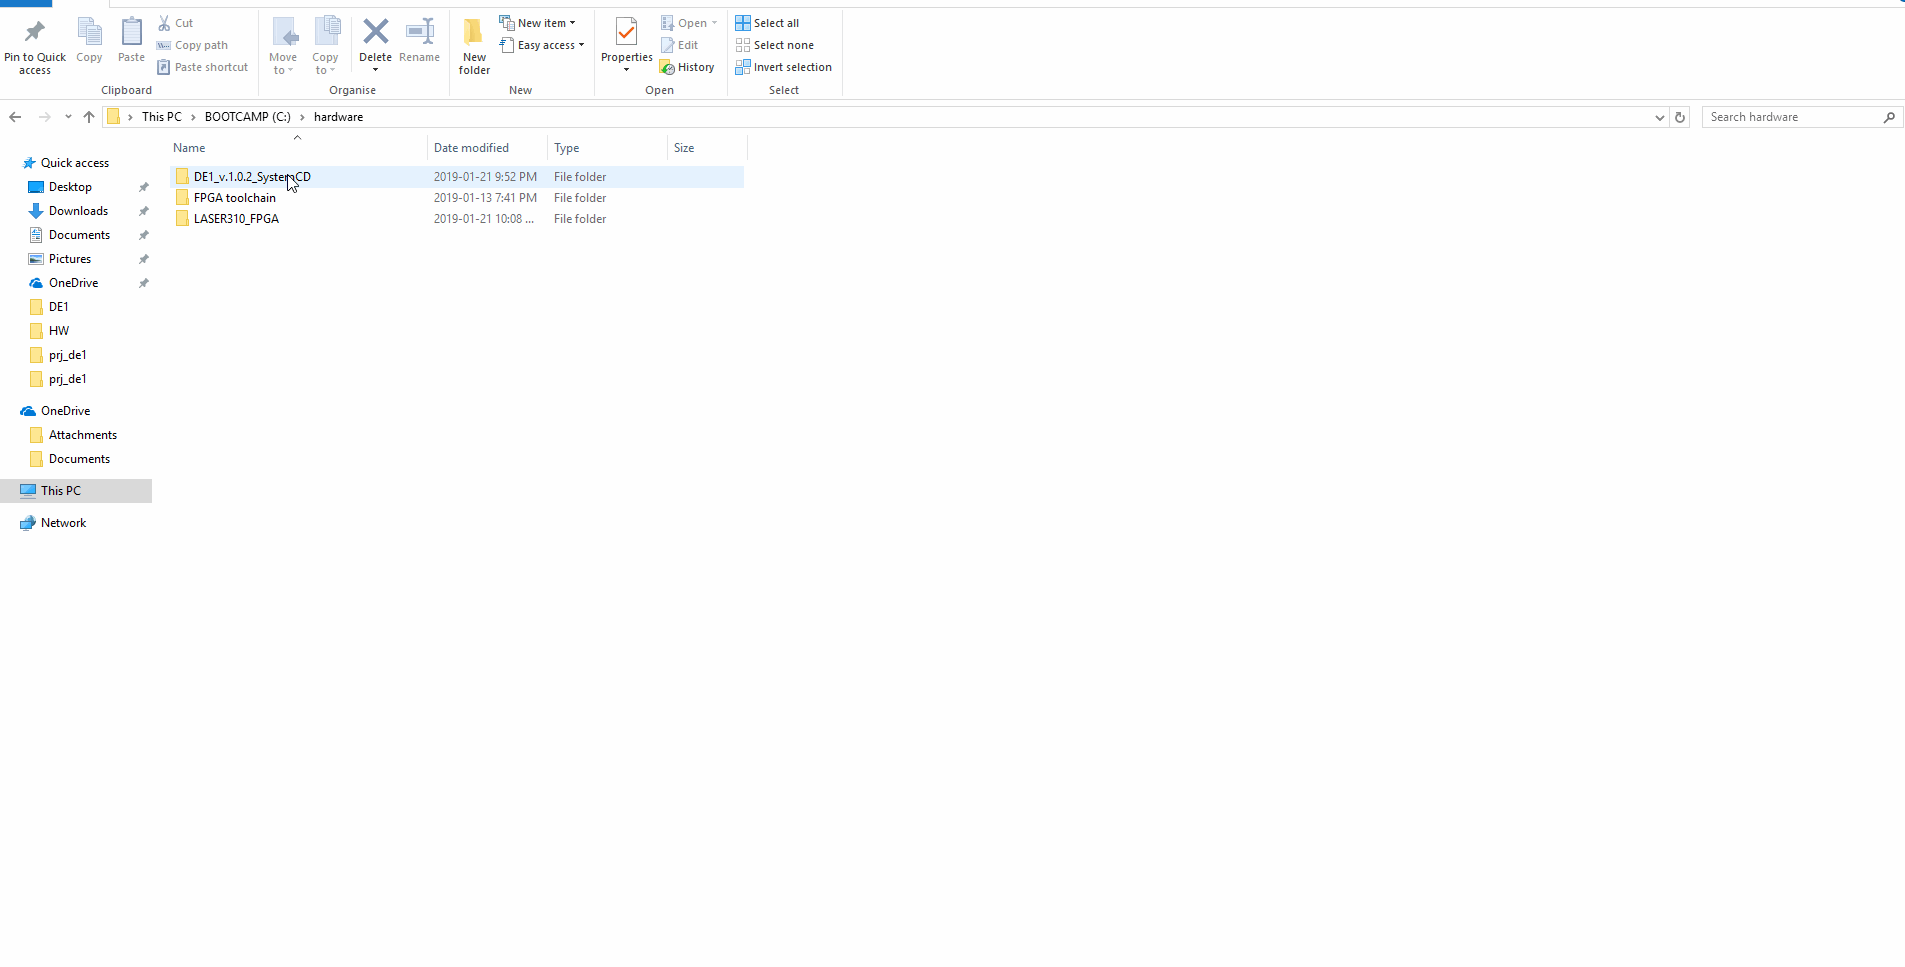 Pin to Quick access
Copy
Paste
Cut
Copy path
Paste shortcut
Clipboard
Move to
Copy to
Delete
Rename
Organise
New folder
New item
Easy access
New
Properties
Open
Edit
History
Open
Select all
Select none
Invert selection
Select
This PC
BOOTCAMP (C:)
hardware
Search hardware
Name
Date modified
Type
Size
DE1_v.1.0.2_SystemCD 2019-01-21 9:52 PM File folder
FPGA toolchain 2019-01-13 7:41 PM File folder
LASER310_FPGA 2019-01-21 10:08 ... File folder
Quick access
Desktop
Downloads
Documents
Pictures
OneDrive
DE1
HW
prj_de1
prj_de1
OneDrive
Attachments
Documents
This PC
Network